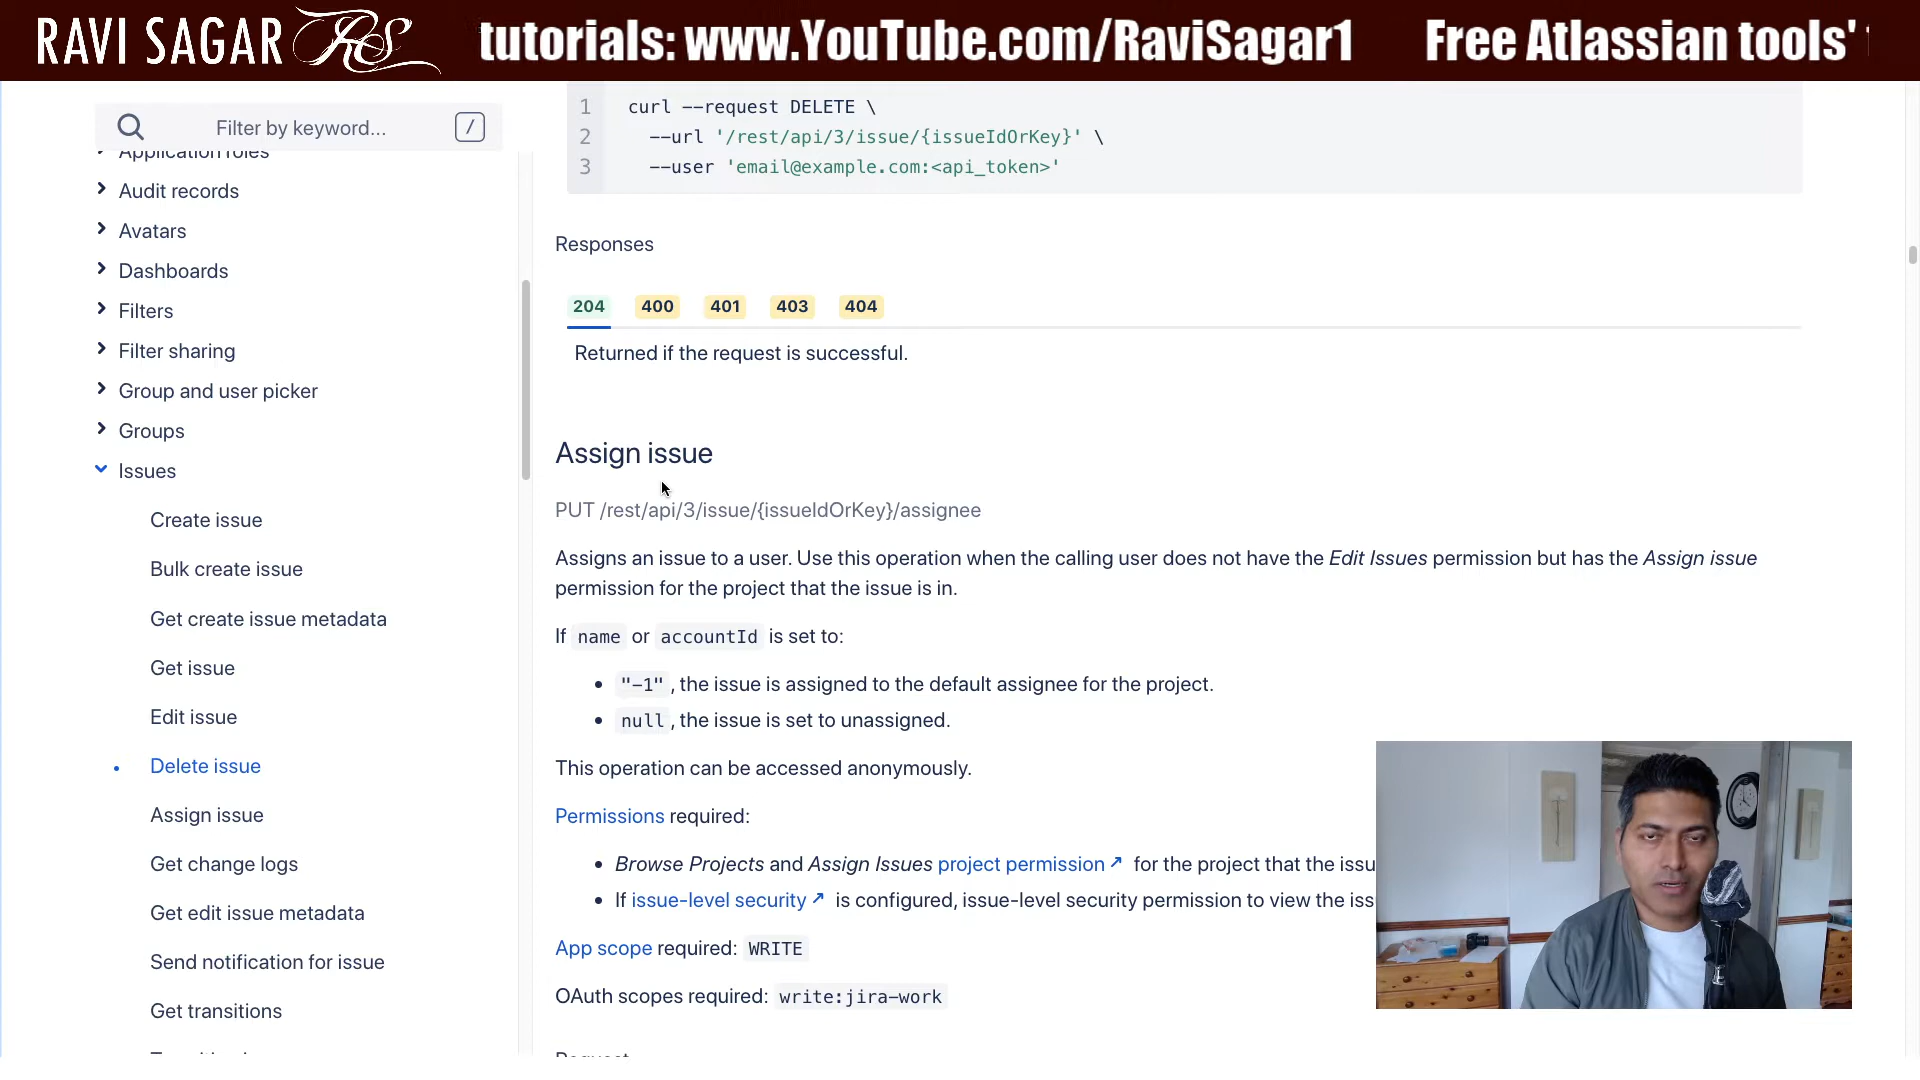 RAVI SAGAR RS
tutorials: www.YouTube.com/RaviSagar1 Free Atlassian tools'
Filter by keyword... /
Application roles
Audit records
Avatars
Dashboards
Filters
Filter sharing
Group and user picker
Groups
Issues
Create issue
Bulk create issue
Get create issue metadata
Get issue
Edit issue
Delete issue
Assign issue
Get change logs
Get edit issue metadata
Send notification for issue
Get transitions
1 curl --request DELETE \
2 --url '/rest/api/3/issue/{issueIdOrKey}' \
3 --user 'email@example.com:<api_token>'
Responses
204 400 401 403 404
Returned if the request is successful.
Assign issue
PUT /rest/api/3/issue/{issueIdOrKey}/assignee
Assigns an issue to a user. Use this operation when the calling user does not have the Edit Issues permission but has the Assign issue
permission for the project that the issue is in.
If name or accountId is set to:
• "-1", the issue is assigned to the default assignee for the project.
• null, the issue is set to unassigned.
This operation can be accessed anonymously.
Permissions required:
• Browse Projects and Assign Issues project permission for the project that the issu
• If issue-level security is configured, issue-level security permission to view the iss
App scope required: WRITE
OAuth scopes required: write:jira-work
Request